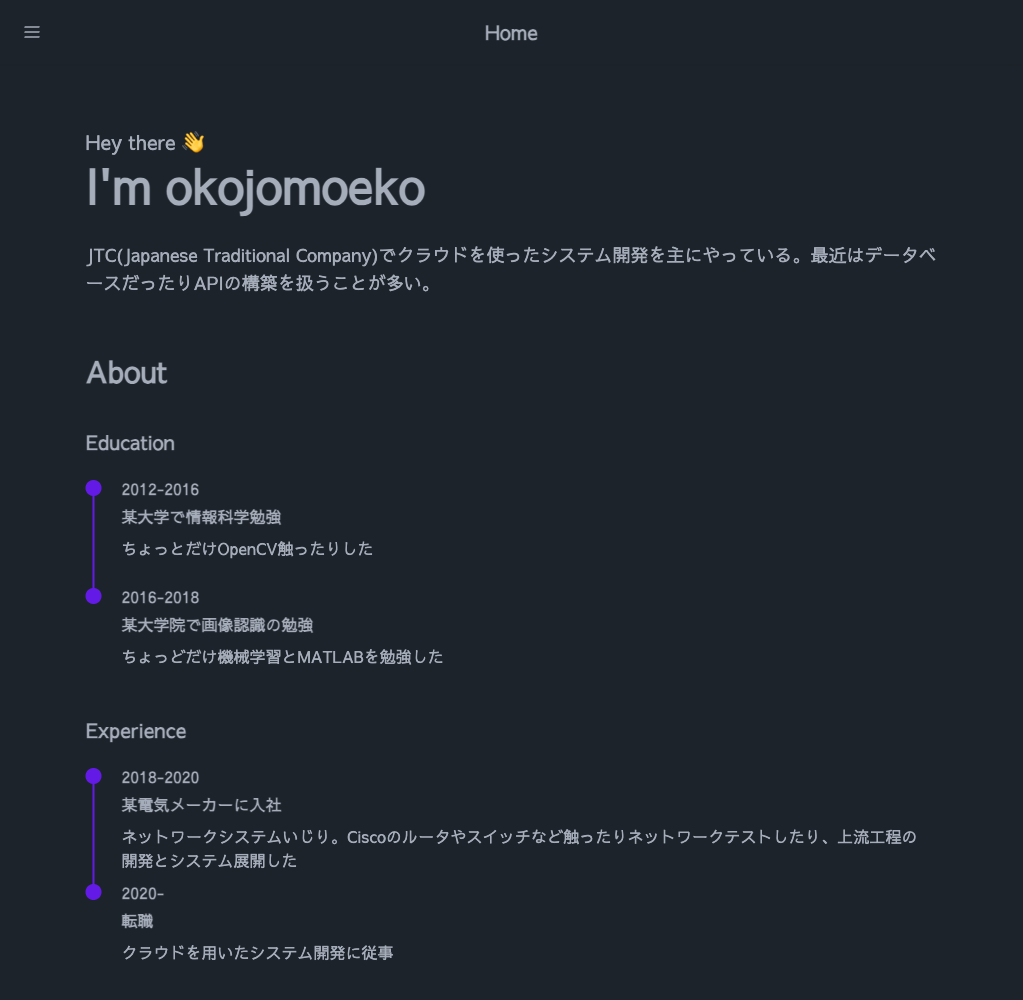 Home
Hey there 👋
I'm okojomoeko
JTC(Japanese Traditional Company)でクラウドを使ったシステム開発を主にやっている。最近はデータベ
ースだったりAPIの構築を扱うことが多い。
About
Education
2012-2016
某大学で情報科学勉強
ちょっとだけOpenCV触ったりした
2016-2018
某大学院で画像認識の勉強
ちょっどだけ機械学習とMATLABを勉強した
Experience
2018-2020
某電気メーカーに入社
ネットワークシステムいじり。Ciscoのルータやスイッチなど触ったりネットワークテストしたり、上流工程の
開発とシステム展開した
2020-
転職
クラウドを用いたシステム開発に従事